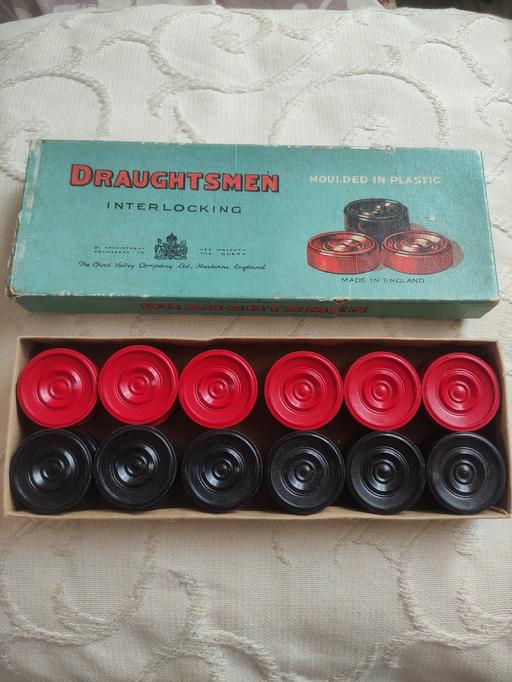 DRAUGHTSMEN
INTERLOCKING
MOULDED IN PLASTIC
BY APPOINTMENT
TOYMAKERS TO
HER MAJESTY
THE QUEEN
The Chad Valley Company Ltd., Harborne, England
MADE IN ENGLAND
DRAUGHTSMEN